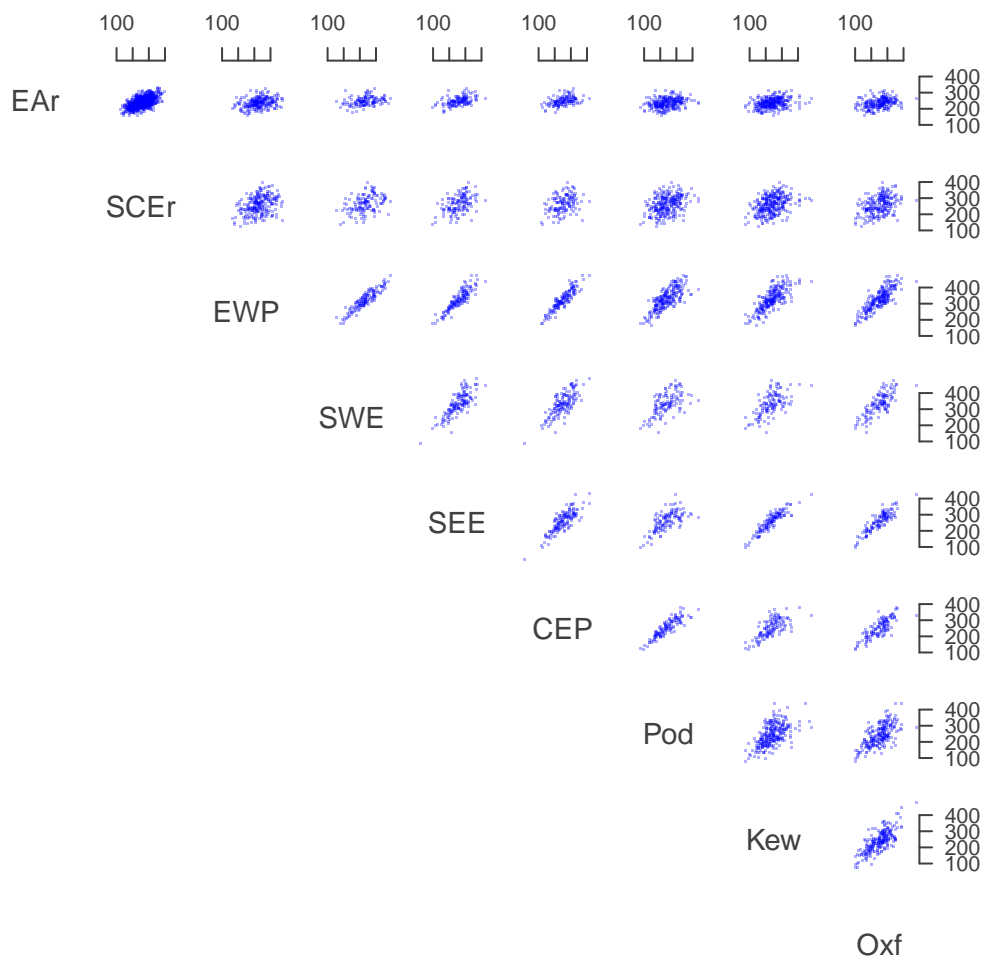 100 100 100 100 100 100 100 100
EAr 400 300 200 100
SCEr 400 300 200 100
EWP 400 300 200 100
SWE 400 300 200 100
SEE 400 300 200 100
CEP 400 300 200 100
Pod 400 300 200 100
Kew 400 300 200 100
Oxf